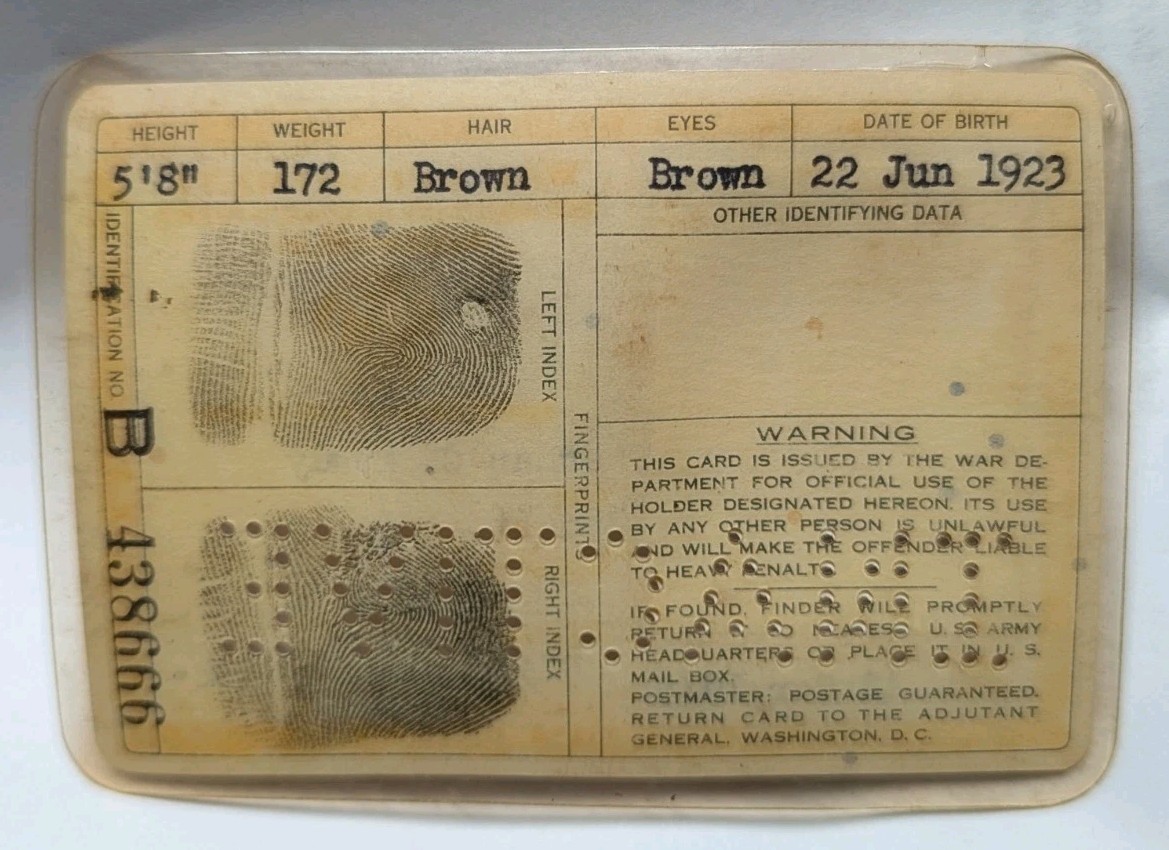 HEIGHT WEIGHT HAIR EYES DATE OF BIRTH
5'8" 172 Brown Brown 22 Jun 1923
OTHER IDENTIFYING DATA
IDENTIFICATION NO.
B 438666
LEFT INDEX
FINGERPRINTS
RIGHT INDEX
WARNING
THIS CARD IS ISSUED BY THE WAR DE-
PARTMENT FOR OFFICIAL USE OF THE
HOLDER DESIGNATED HEREON. ITS USE
BY ANY OTHER PERSON IS UNLAWFUL
AND WILL MAKE THE OFFENDER LIABLE
TO HEAVY PENALTY.
IF FOUND, FINDER WILL PROMPTLY
RETURN IT TO NEAREST U. S. ARMY
HEADQUARTERS OR PLACE IT IN U. S.
MAIL BOX.
POSTMASTER: POSTAGE GUARANTEED.
RETURN CARD TO THE ADJUTANT
GENERAL, WASHINGTON, D. C.